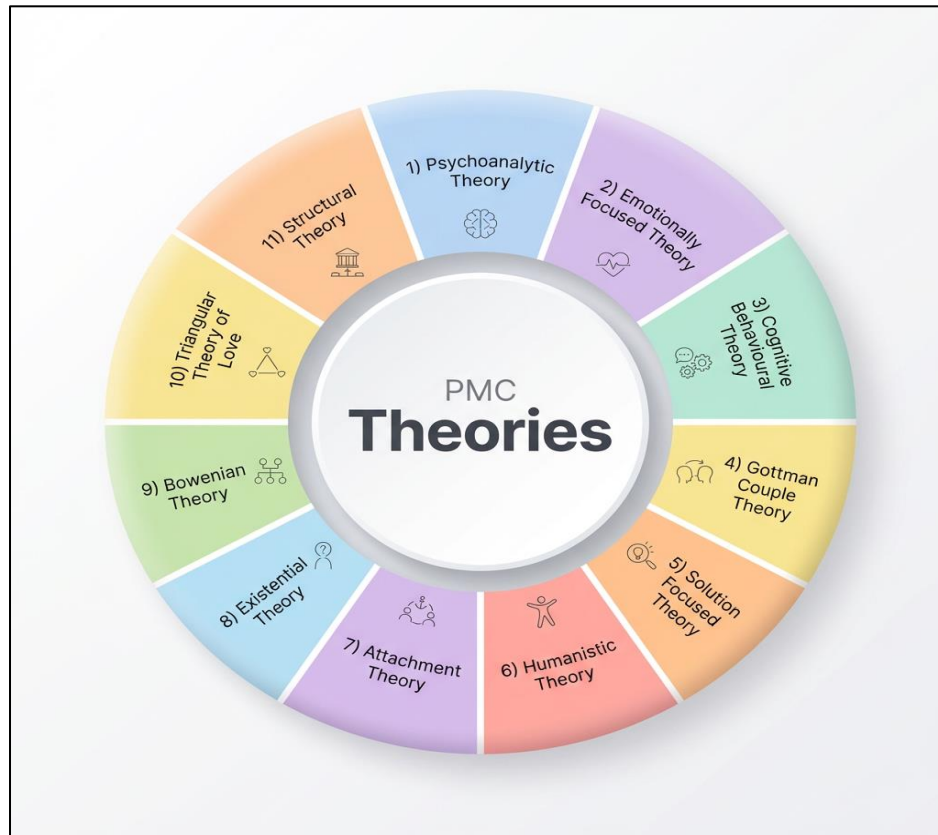 PMC
Theories
1) Psychoanalytic
Theory
2) Emotionally
Focused Theory
3) Cognitive
Behavioural
Theory
4) Gottman
Couple
Theory
5) Solution
Focused
Theory
6) Humanistic
Theory
7) Attachment
Theory
8) Existential
Theory
9) Bowenian
Theory
10) Triangular
Theory of
Love
11) Structural
Theory